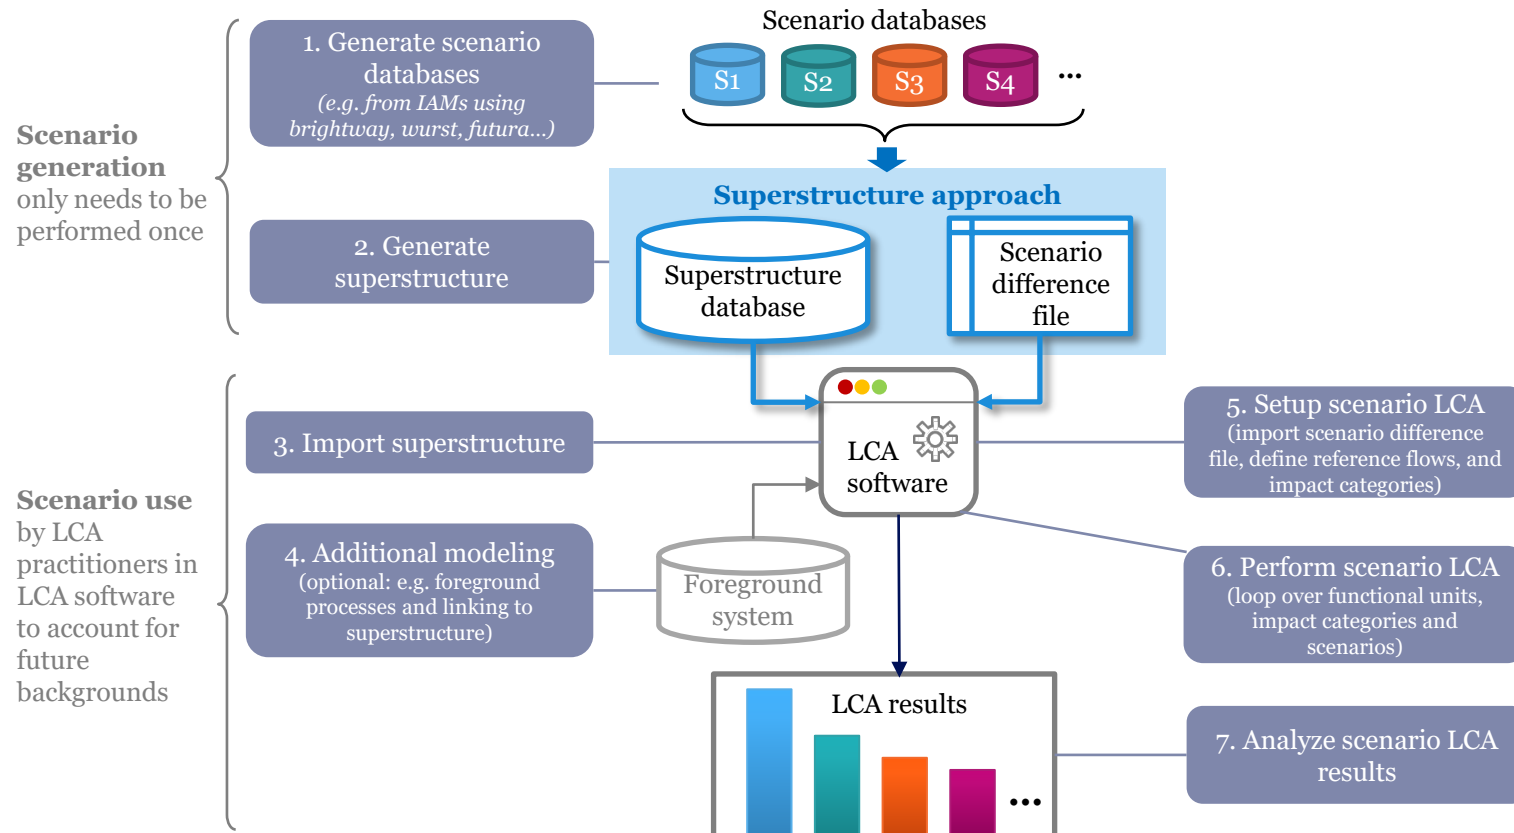 Scenario databases
S1
S2
S3
S4
...
1. Generate scenario
databases
(e.g. from IAMs using
brightway, wurst, futura...)
Scenario
generation
only needs to be
performed once
2. Generate
superstructure
Superstructure approach
Superstructure
database
Scenario
difference
file
3. Import superstructure
LCA
software
5. Setup scenario LCA
(import scenario difference
file, define reference flows, and
impact categories)
Scenario use
by LCA
practitioners in
LCA software
to account for
future
backgrounds
4. Additional modeling
(optional: e.g. foreground
processes and linking to
superstructure)
Foreground
system
6. Perform scenario LCA
(loop over functional units,
impact categories and
scenarios)
LCA results
...
7. Analyze scenario LCA
results